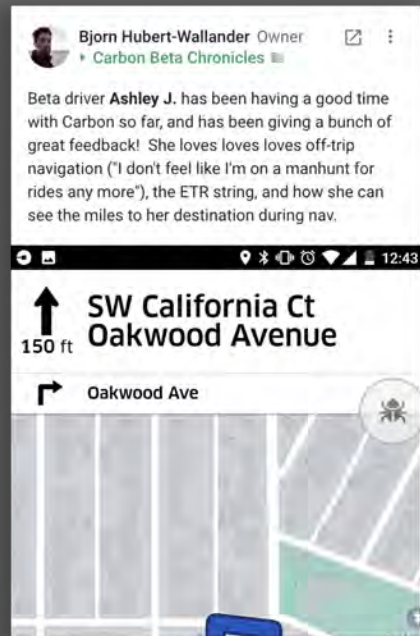 Bjorn Hubert-Wallander Owner
Carbon Beta Chronicles
Beta driver Ashley J. has been having a good time
with Carbon so far, and has been giving a bunch of
great feedback! She loves loves loves off-trip
navigation ("I don't feel like I'm on a manhunt for
rides any more"), the ETR string, and how she can
see the miles to her destination during nav.
12:43
SW California Ct
Oakwood Avenue
150 ft
Oakwood Ave